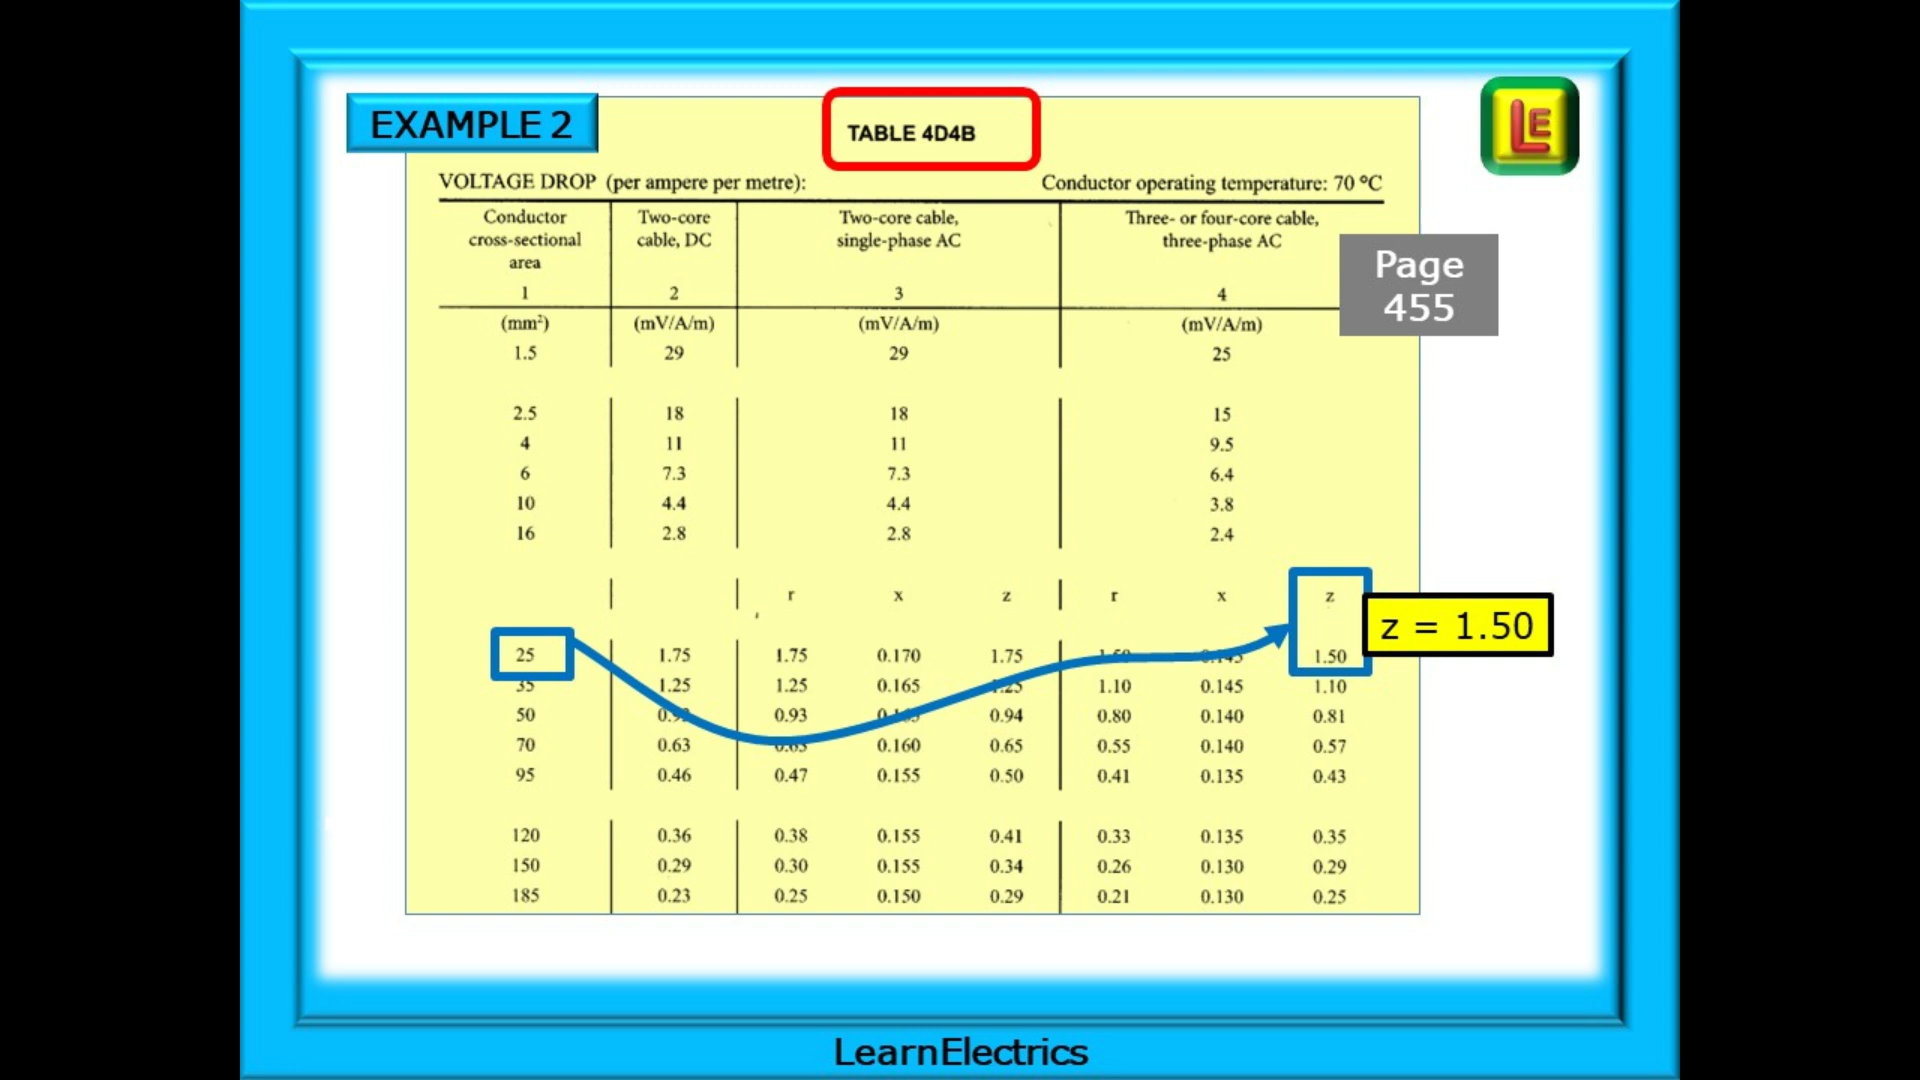 EXAMPLE 2
TABLE 4D4B
LE
VOLTAGE DROP (per ampere per metre): Conductor operating temperature: 70 °C
Conductor cross-sectional area
Two-core cable, DC
Two-core cable, single-phase AC
Three- or four-core cable, three-phase AC
Page
455
1 2 3 4
(mm²) (mV/A/m) (mV/A/m) (mV/A/m)
1.5 29 29 25
2.5 18 18 15
4 11 11 9.5
6 7.3 7.3 6.4
10 4.4 4.4 3.8
16 2.8 2.8 2.4
r x z r x z
z = 1.50
25 1.75 1.75 0.170 1.75 1.50
35 1.25 1.25 0.165 1.10 0.145 1.10
50 0.93 0.94 0.80 0.140 0.81
70 0.63 0.160 0.65 0.55 0.140 0.57
95 0.46 0.47 0.155 0.50 0.41 0.135 0.43
120 0.36 0.38 0.155 0.41 0.33 0.135 0.35
150 0.29 0.30 0.155 0.34 0.26 0.130 0.29
185 0.23 0.25 0.150 0.29 0.21 0.130 0.25
LearnElectrics